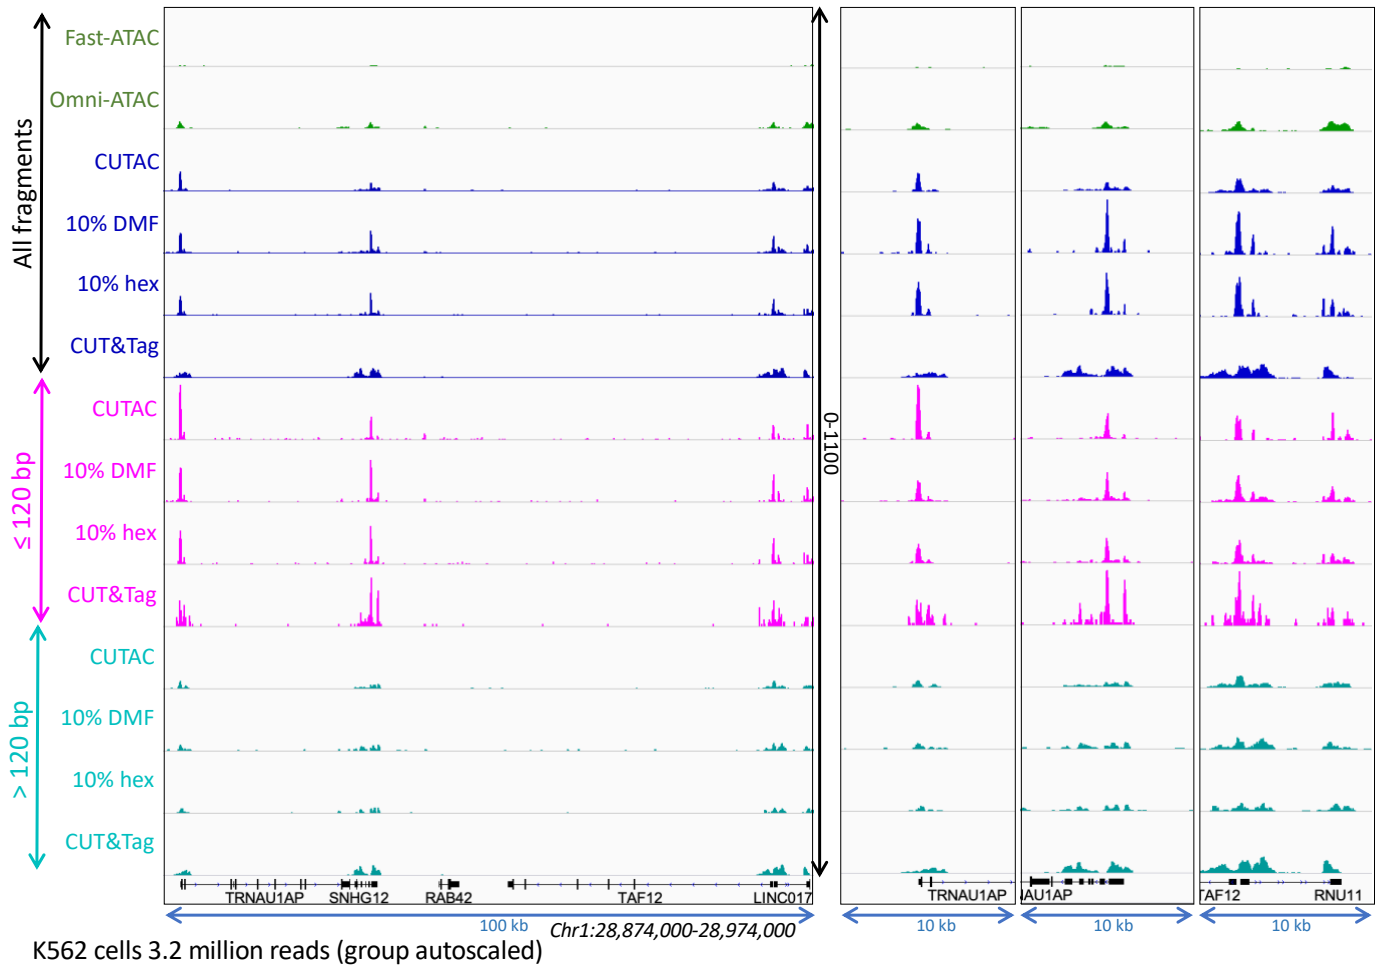 All fragments
Fast-ATAC
Omni-ATAC
CUTAC
10% DMF
10% hex
CUT&Tag
≤ 120 bp
CUTAC
10% DMF
10% hex
CUT&Tag
> 120 bp
CUTAC
10% DMF
10% hex
CUT&Tag
0-1100
TRNAU1AP SNHG12 RAB42 TAF12 LINC017
TRNAU1AP
AU1AP
TAF12 RNU11
100 kb
Chr1:28,874,000-28,974,000
10 kb
10 kb
10 kb
K562 cells 3.2 million reads (group autoscaled)